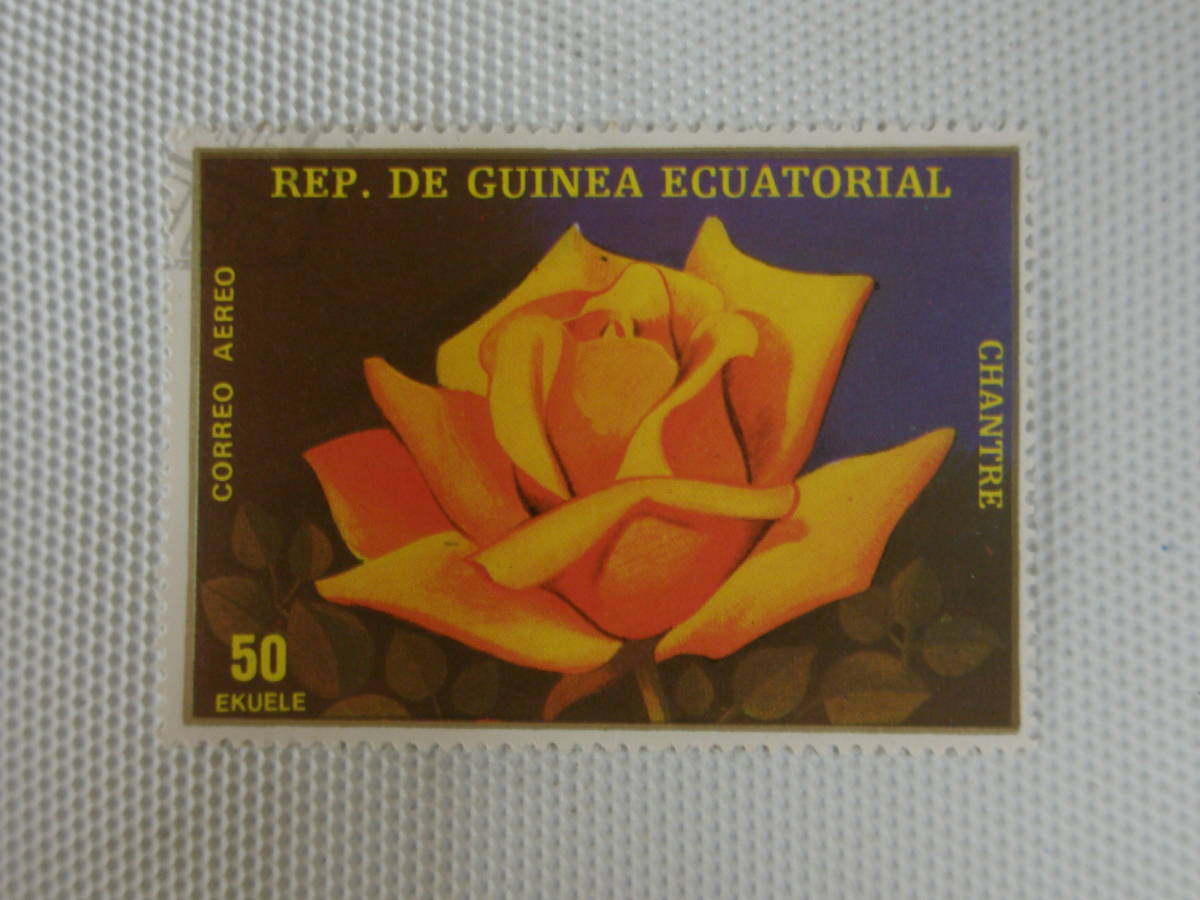 REP. DE GUINEA ECUATORIAL
CORREO AEREO
CHANTRE
50
EKUELE